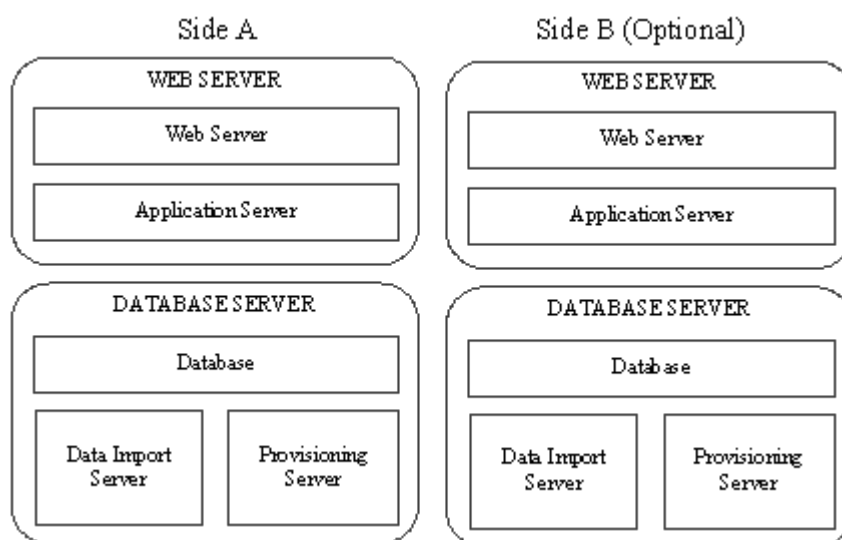 Side A
WEB SERVER
Web Server
Application Server
DATABASE SERVER
Database
Data Import
Server
Provisioning
Server
Side B (Optional)
WEB SERVER
Web Server
Application Server
DATABASE SERVER
Database
Data Import
Server
Provisioning
Server